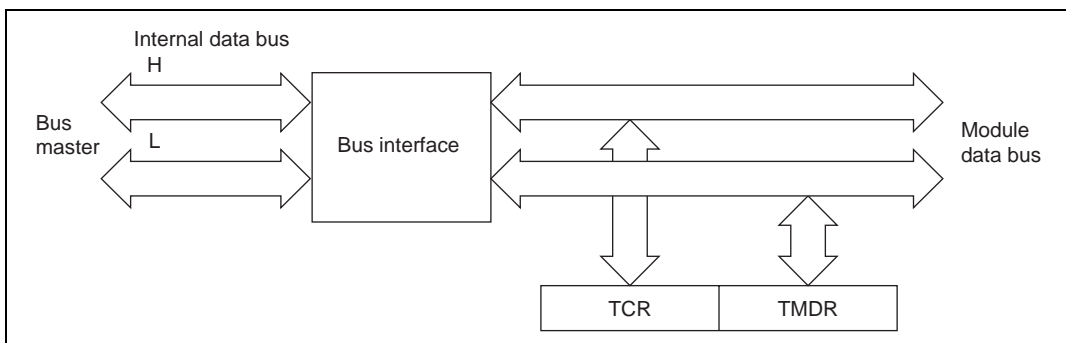 Internal data bus
H
Bus
master
L
Bus interface
Module
data bus
TCR
TMDR